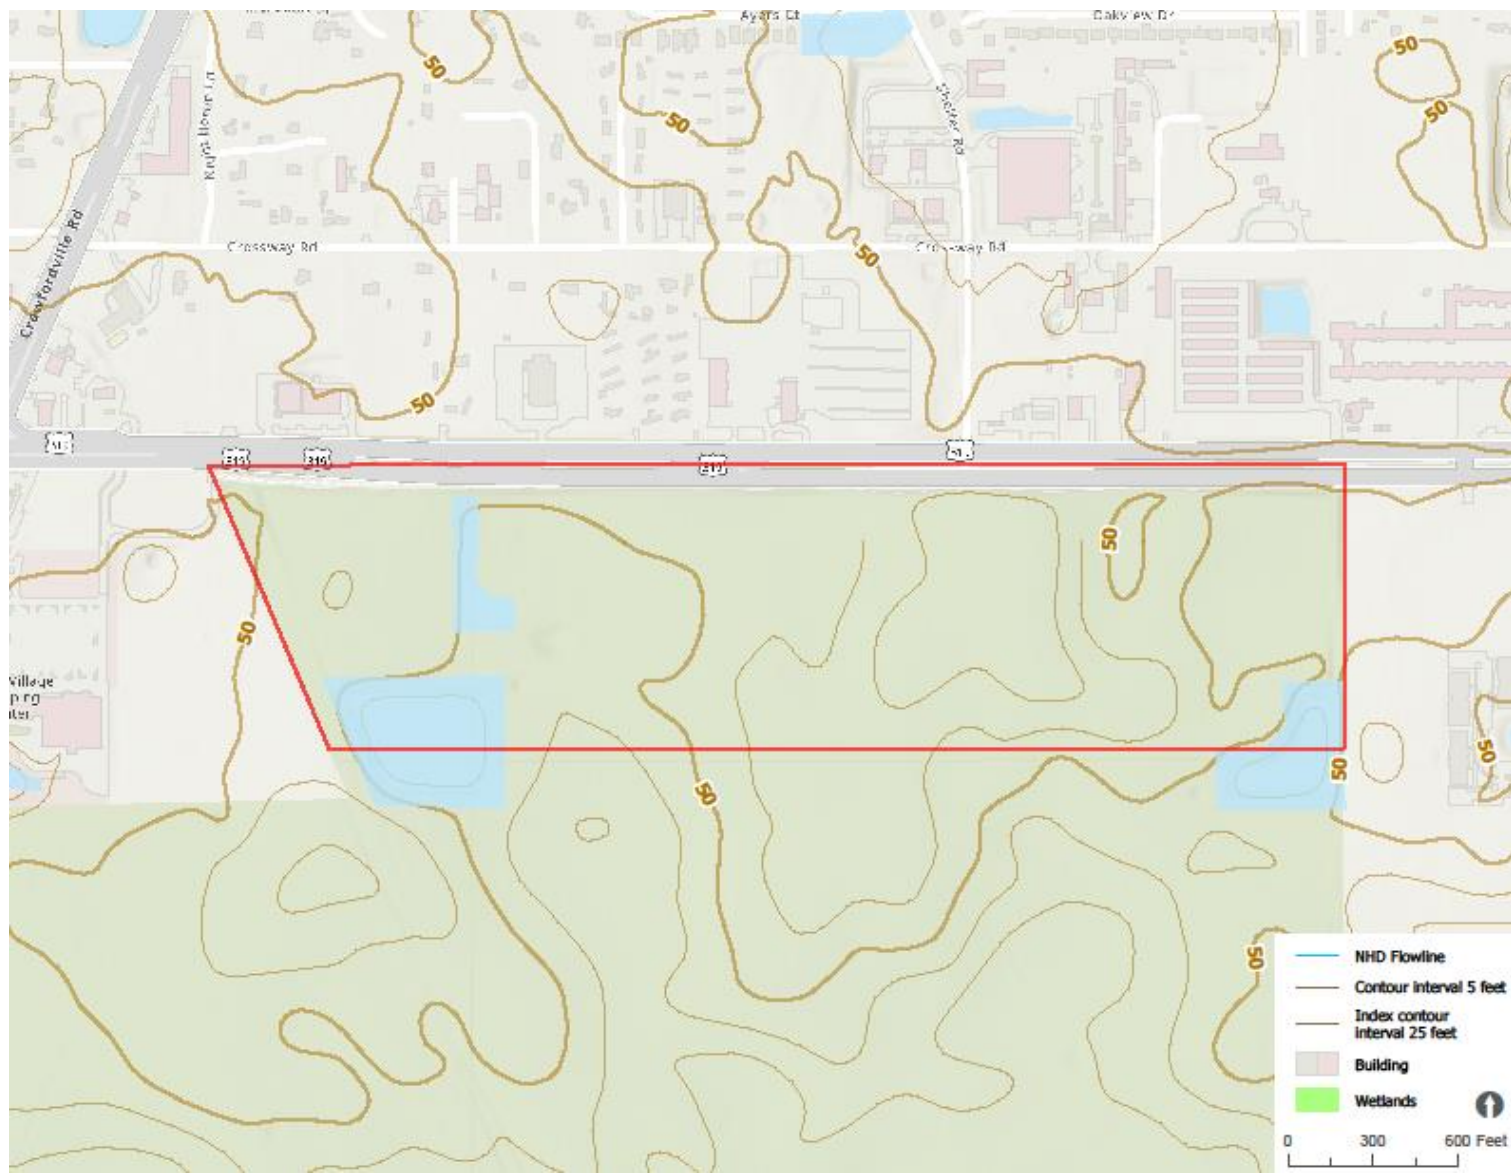 Ayers Ct
Oakview Dr
50
50
50
50
50
Shelter Rd
Crossway Rd
Crossway Rd
50
Crawfordville Rd
50
319
319
319
50
50
Village
50
50
50
50
NHD Flowline
Contour interval 5 feet
Index contour
interval 25 feet
Building
Wetlands
0 300 600 Feet